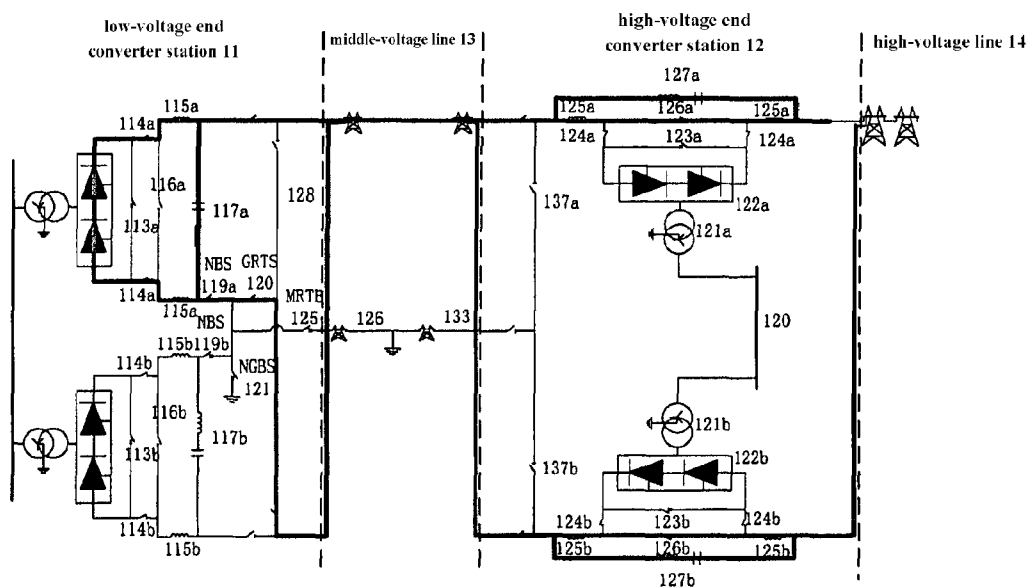 low-voltage end
converter station 11
middle-voltage line 13
high-voltage end
converter station 12
high-voltage line 14
127a
115a
125a
126a
125a
114a
124a
123a
124a
116a
128
117a
122a
113a
137a
121a
NBS
GRTS
119a
120
114a
115a
MRTB
NBS
125
126
133
120
115b
119b
114b
NGBS
121
116b
121b
117b
113b
122b
137b
114b
124b
123b
124b
115b
125b
126b
125b
127b